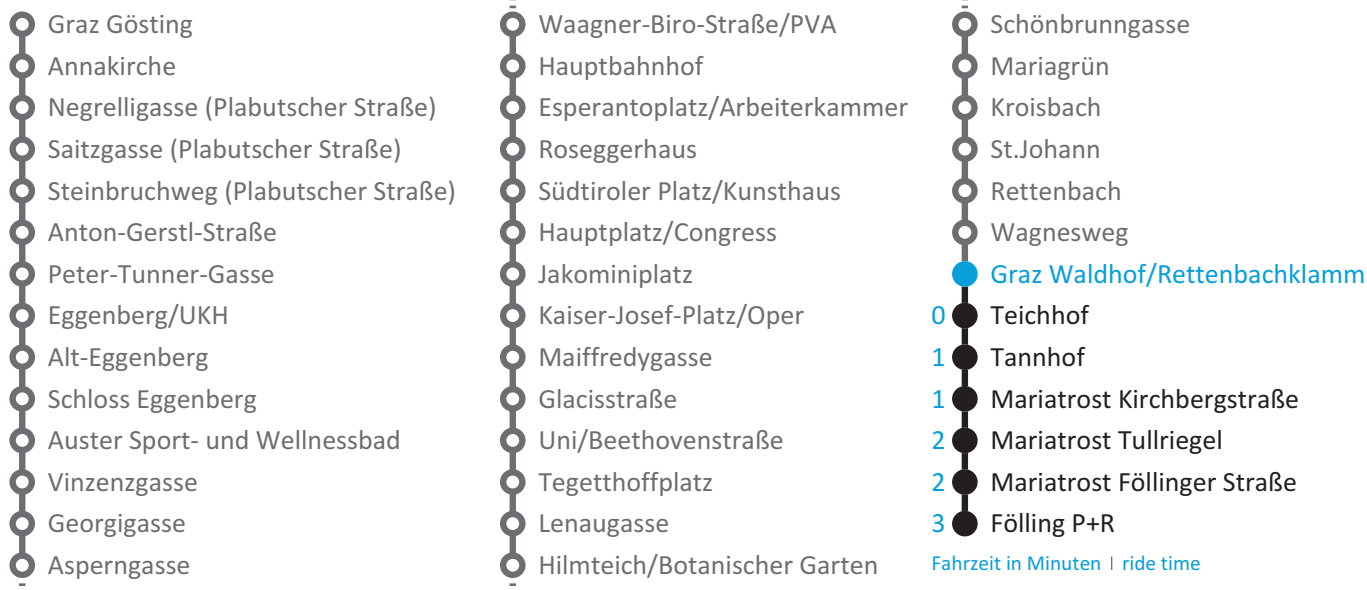 Graz Gösting
Annakirche
Negrelligasse (Plabutscher Straße)
Saitzgasse (Plabutscher Straße)
Steinbruchweg (Plabutscher Straße)
Anton-Gerstl-Straße
Peter-Tunner-Gasse
Eggenberg/UKH
Alt-Eggenberg
Schloss Eggenberg
Auster Sport- und Wellnessbad
Vinzenzgasse
Georgigasse
Asperngasse
Waagner-Biro-Straße/PVA
Hauptbahnhof
Esperantoplatz/Arbeiterkammer
Roseggerhaus
Südtiroler Platz/Kunsthaus
Hauptplatz/Congress
Jakominiplatz
Kaiser-Josef-Platz/Oper
Maiffredygasse
Glacisstraße
Uni/Beethovenstraße
Tegetthoffplatz
Lenaugasse
Hilmteich/Botanischer Garten
Schönbrunngasse
Mariagrün
Kroisbach
St.Johann
Rettenbach
Wagnesweg
Graz Waldhof/Rettenbachklamm
0 Teichhof
1 Tannhof
1 Mariatrost Kirchbergstraße
2 Mariatrost Tullriegel
2 Mariatrost Föllinger Straße
3 Fölling P+R
Fahrzeit in Minuten | ride time